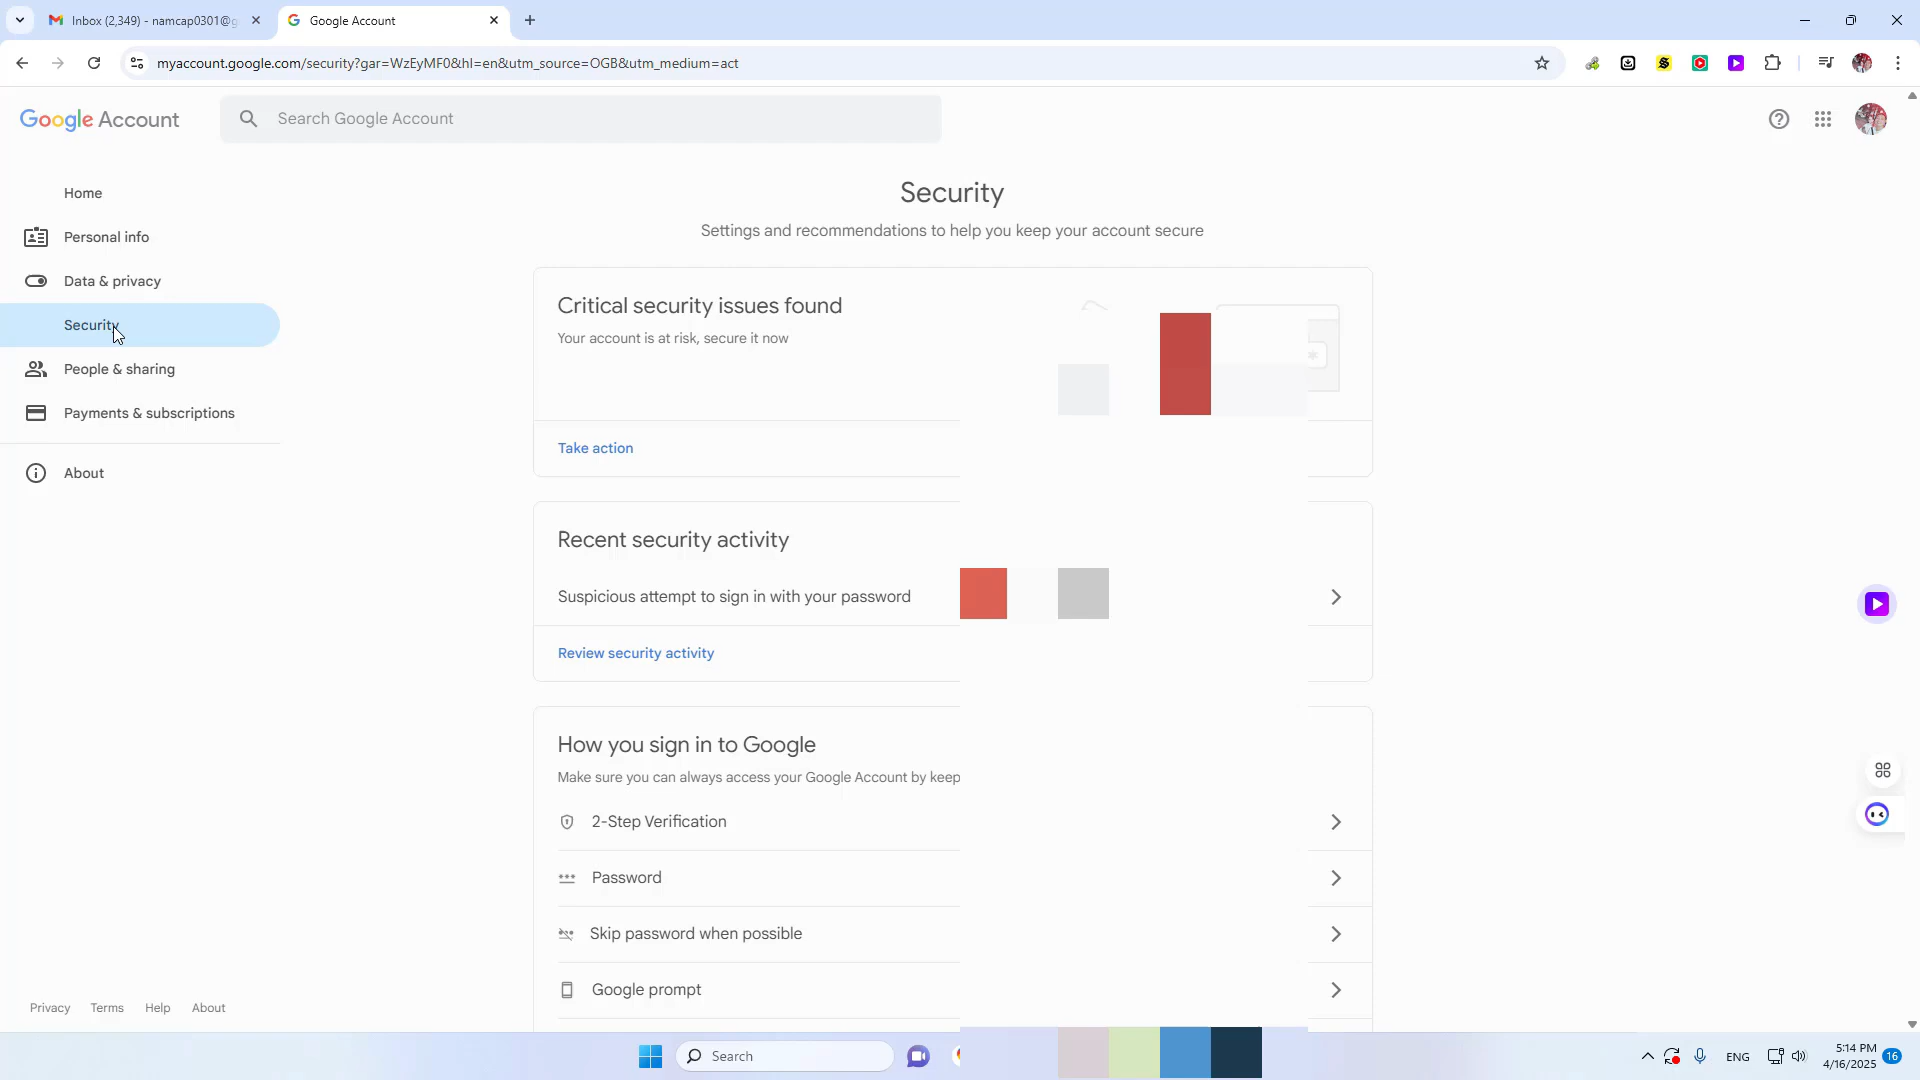 Inbox (2,349) - namcap0301@g
Google Account
myaccount.google.com/security?gar=WzEyMF0&hl=en&utm_source=OGB&utm_medium=act
Google Account
Search Google Account
Home
Personal info
Data & privacy
Security
People & sharing
Payments & subscriptions
About
Security
Settings and recommendations to help you keep your account secure
Critical security issues found
Your account is at risk, secure it now
Take action
Recent security activity
Suspicious attempt to sign in with your password
Review security activity
How you sign in to Google
Make sure you can always access your Google Account by keep
2-Step Verification
Password
Skip password when possible
Google prompt
Privacy Terms Help About
Search
ENG
5:14 PM
4/16/2025
16